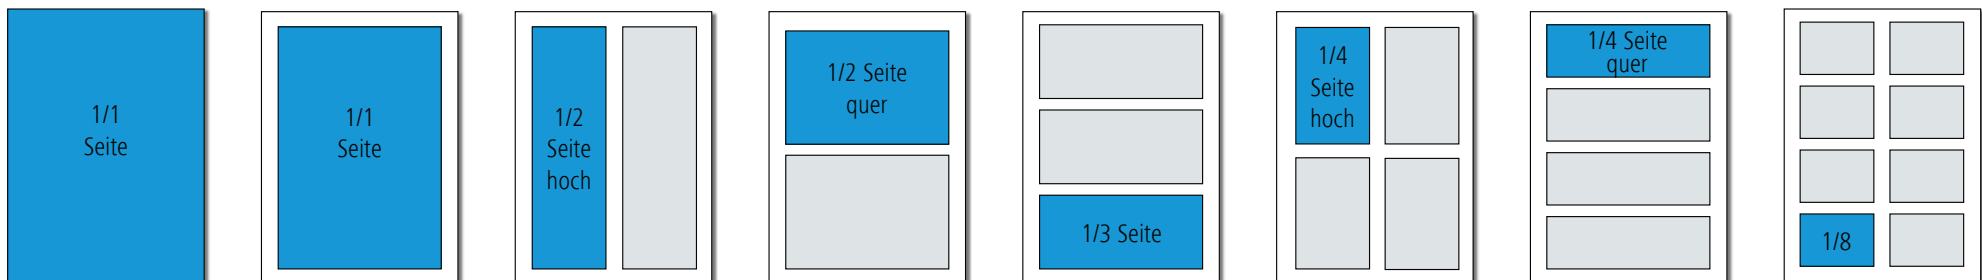 1/1
Seite
1/1
Seite
1/2
Seite
hoch
1/2 Seite
quer
1/3 Seite
1/4
Seite
hoch
1/4 Seite
quer
1/8